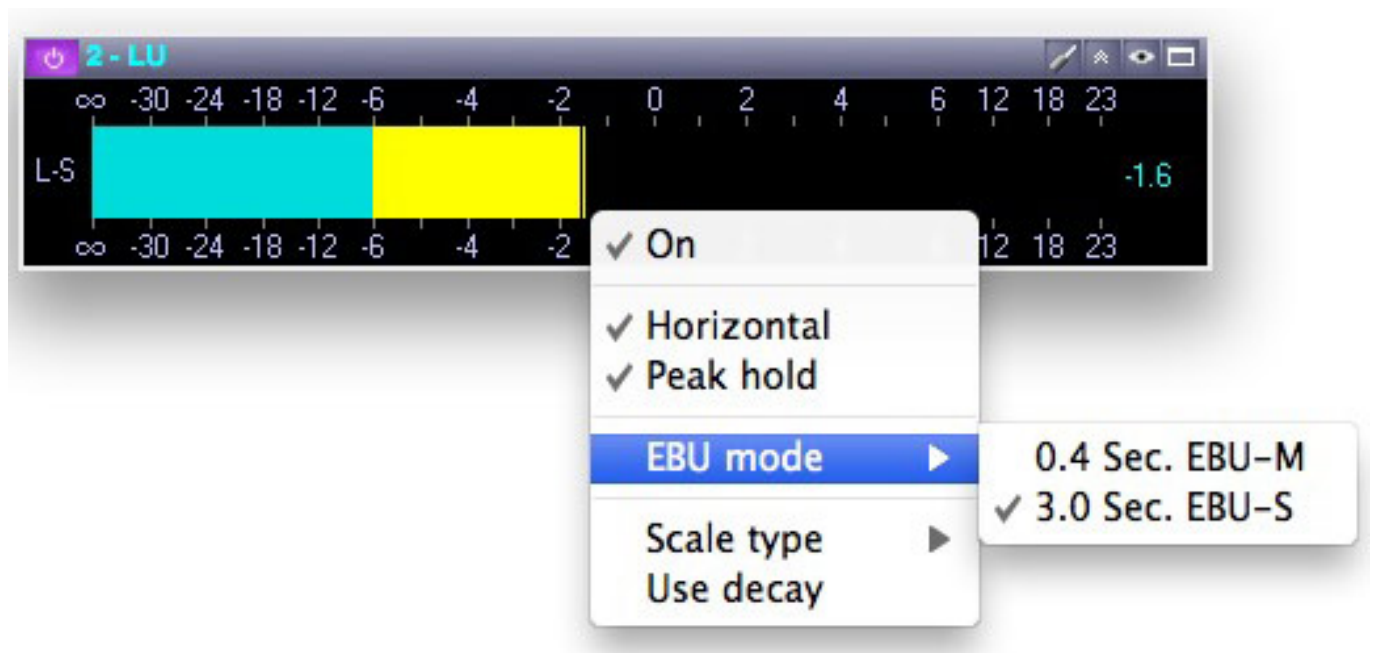 2 - LU
∞ -30 -24 -18 -12 -6 -4 -2 0 2 4 6 12 18 23
L-S
-1.6
∞ -30 -24 -18 -12 -6 -4 -2 12 18 23
On
Horizontal
Peak hold
EBU mode
0.4 Sec. EBU-M
3.0 Sec. EBU-S
Scale type
Use decay